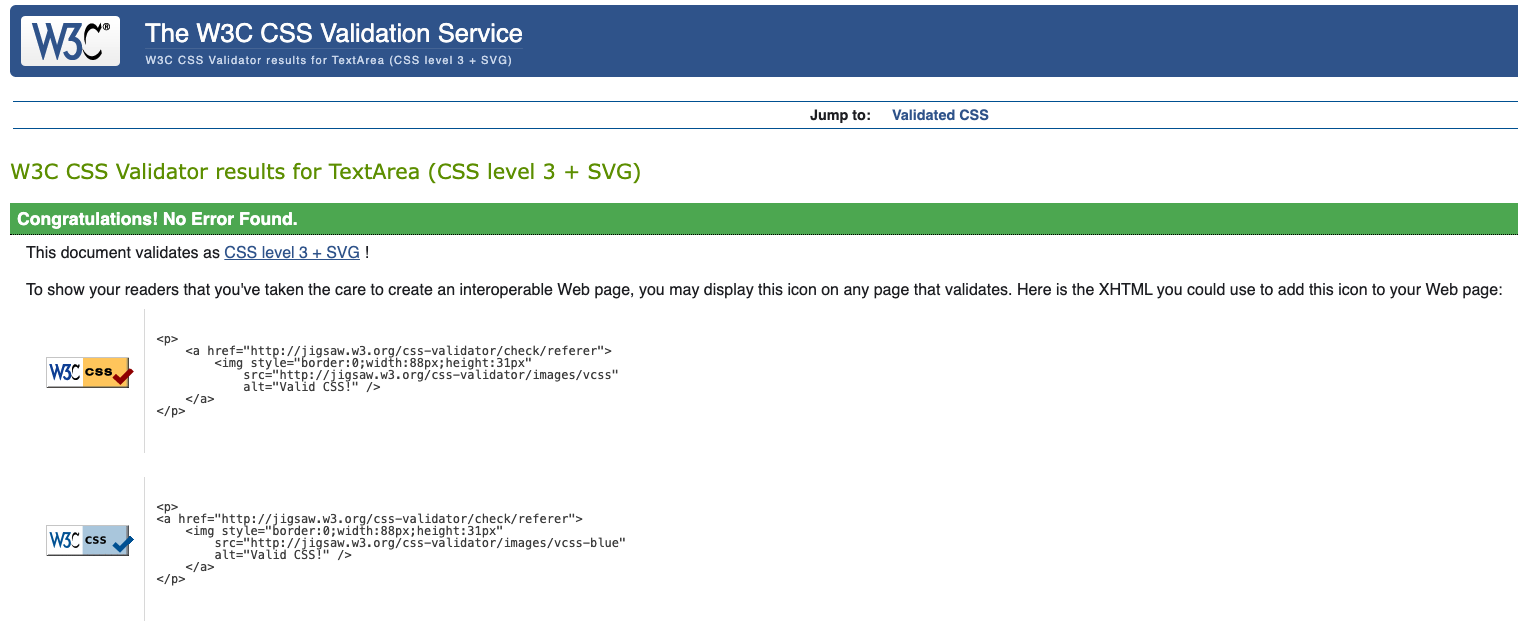 W3C®
The W3C CSS Validation Service
W3C CSS Validator results for TextArea (CSS level 3 + SVG)
Jump to: Validated CSS
W3C CSS Validator results for TextArea (CSS level 3 + SVG)
Congratulations! No Error Found.
This document validates as CSS level 3 + SVG !
To show your readers that you've taken the care to create an interoperable Web page, you may display this icon on any page that validates. Here is the XHTML you could use to add this icon to your Web page:
W3C css
<p>
    <a href="http://jigsaw.w3.org/css-validator/check/referer">
        <img style="border:0;width:88px;height:31px"
            src="http://jigsaw.w3.org/css-validator/images/vcss"
            alt="Valid CSS!" />
    </a>
</p>
W3C css
<p>
<a href="http://jigsaw.w3.org/css-validator/check/referer">
    <img style="border:0;width:88px;height:31px"
        src="http://jigsaw.w3.org/css-validator/images/vcss-blue"
        alt="Valid CSS!" />
    </a>
</p>